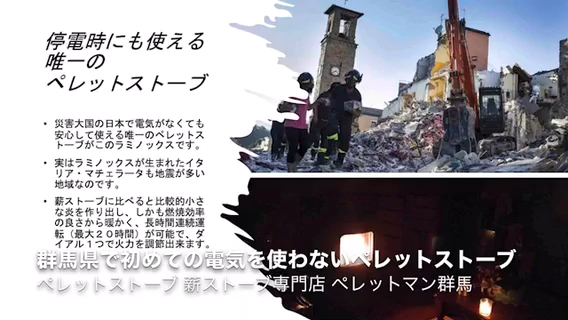 停電時にも使える
唯一の
ペレットストーブ
• 災害大国の日本で電気がなくても
安心して使える唯一のペレットス
トーブがこのラミノックスです。
• 実はラミノックスが生まれたイタ
リア・マチェラータも地震が多い
地域なのです。
• 薪ストーブに比べると比較的小さ
な炎を作り出し、しかも燃焼効率
の良さから暖かく、長時間連続運
転（最大２０時間）が可能で、ダ
イアル１つで火力を調節出来ます。
群馬県で初めての電気を使わないペレットストーブ
ペレットストーブ 薪ストーブ専門店 ペレットマン群馬